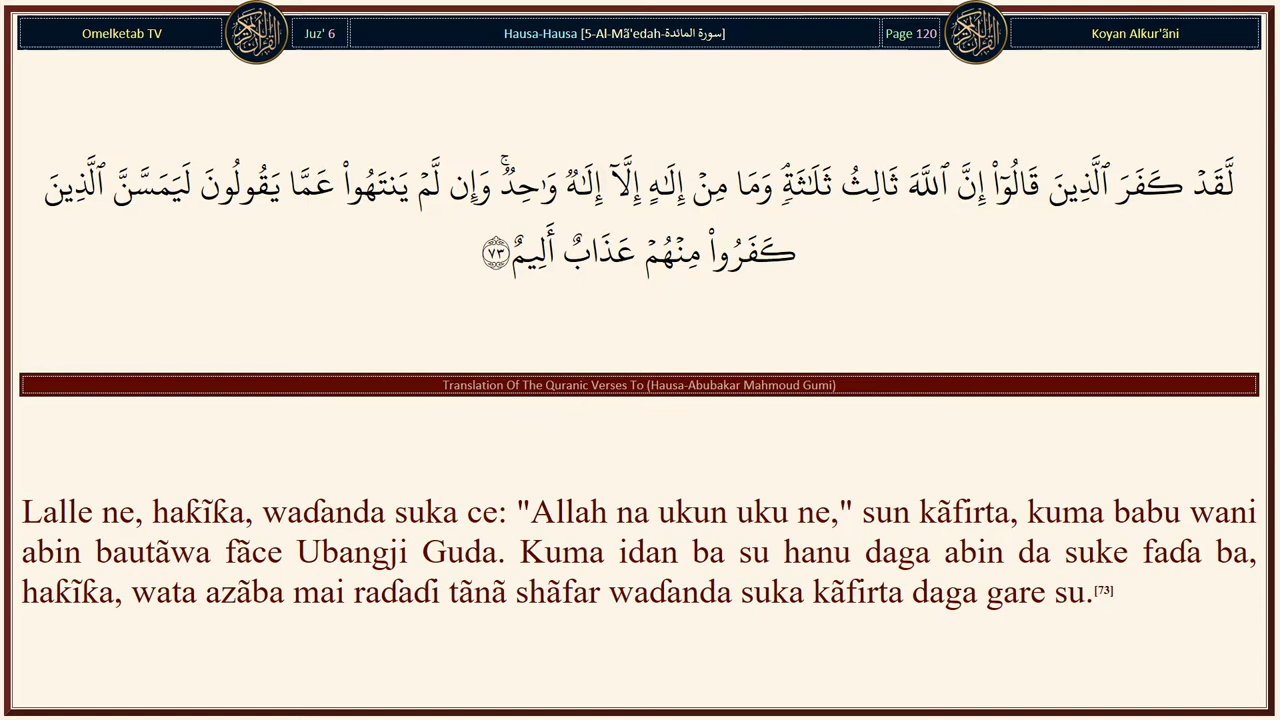 Omelketab TV
Juz' 6
Hausa-Hausa [5-Al-Mã'edah-سورة المائدة]
Page 120
Koyan Alƙur'ãni
لَّقَدۡ كَفَرَ ٱلَّذِينَ قَالُوٓاْ إِنَّ ٱللَّهَ ثَالِثُ ثَلَٰثَةٖۘ وَمَا مِنۡ إِلَٰهٍ إِلَّآ إِلَٰهٞ وَٰحِدٞۚ وَإِن لَّمۡ يَنتَهُواْ عَمَّا يَقُولُونَ لَيَمَسَّنَّ ٱلَّذِينَ
كَفَرُواْ مِنۡهُمۡ عَذَابٌ أَلِيمٌ ٧٣
Translation Of The Quranic Verses To (Hausa-Abubakar Mahmoud Gumi)
Lalle ne, haƙĩƙa, waɗanda suka ce: "Allah na ukun uku ne," sun kãfirta, kuma babu wani
abin bautãwa fãce Ubangji Guda. Kuma idan ba su hanu daga abin da suke faɗa ba,
haƙĩƙa, wata azãba mai raɗaɗi tãnã shãfar waɗanda suka kãfirta daga gare su.[73]